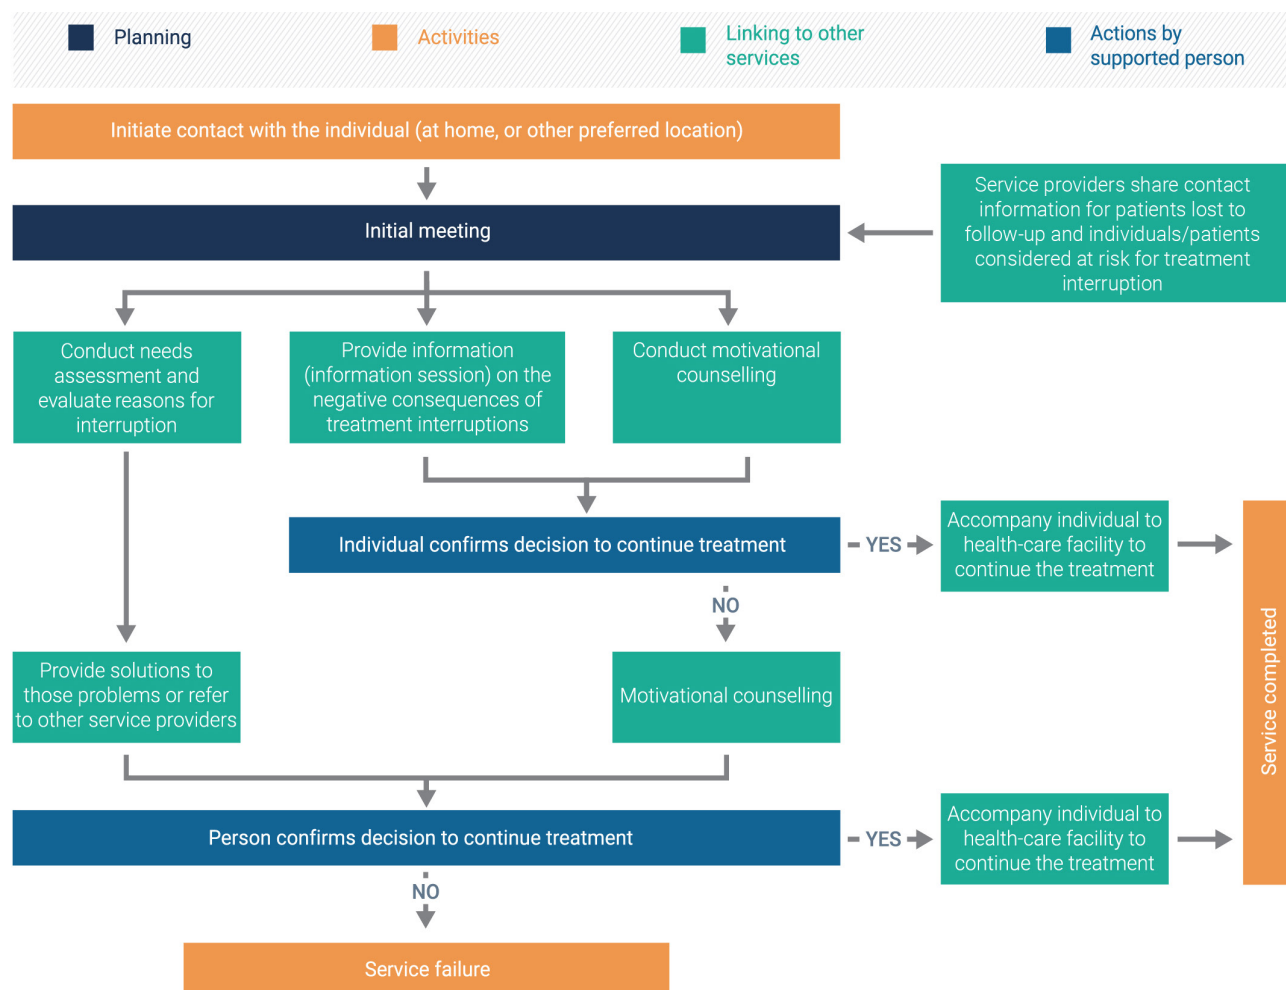 Planning
Activities
Linking to other
services
Actions by
supported person
Initiate contact with the individual (at home, or other preferred location)
Initial meeting
Service providers share contact
information for patients lost to
follow-up and individuals/patients
considered at risk for treatment
interruption
Conduct needs
assessment and
evaluate reasons for
interruption
Provide information
(information session) on the
negative consequences of
treatment interruptions
Conduct motivational
counselling
Individual confirms decision to continue treatment
YES
Accompany individual to
health-care facility to
continue the treatment
NO
Provide solutions to
those problems or refer
to other service providers
Motivational counselling
Service completed
Person confirms decision to continue treatment
YES
Accompany individual to
health-care facility to
continue the treatment
NO
Service failure